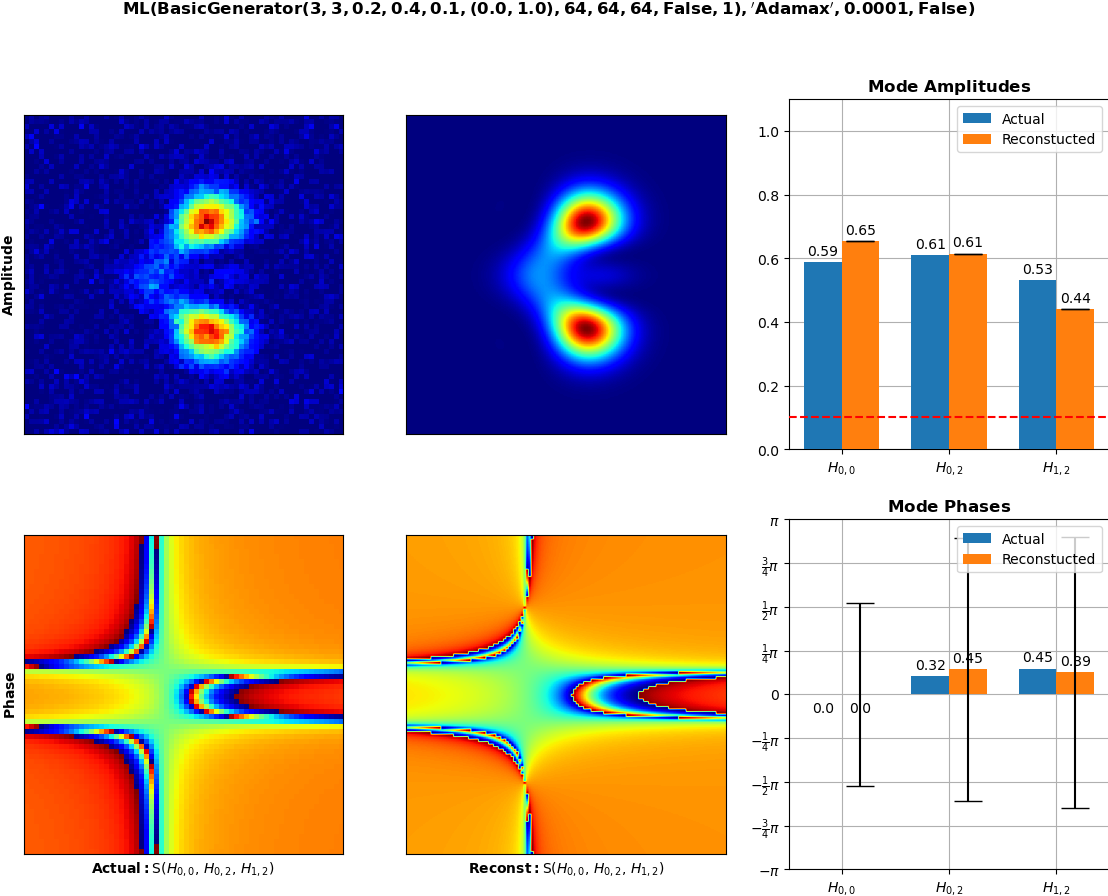 ML(BasicGenerator(3, 3, 0.2, 0.4, 0.1, (0.0, 1.0), 64, 64, 64, False, 1), ′Adamax′, 0.0001, False)
Amplitude
Mode Amplitudes
Actual
Reconstucted
1.0
0.8
0.6
0.4
0.2
0.0
0.59
0.65
0.61
0.61
0.53
0.44
H0,0
H0,2
H1,2
Phase
Actual: S(H0,0, H0,2, H1,2)
Reconst: S(H0,0, H0,2, H1,2)
Mode Phases
Actual
Reconstucted
π
3/4π
1/2π
1/4π
0
−1/4π
−1/2π
−3/4π
−π
0.0
0.0
0.32
0.45
0.45
0.39
H0,0
H0,2
H1,2